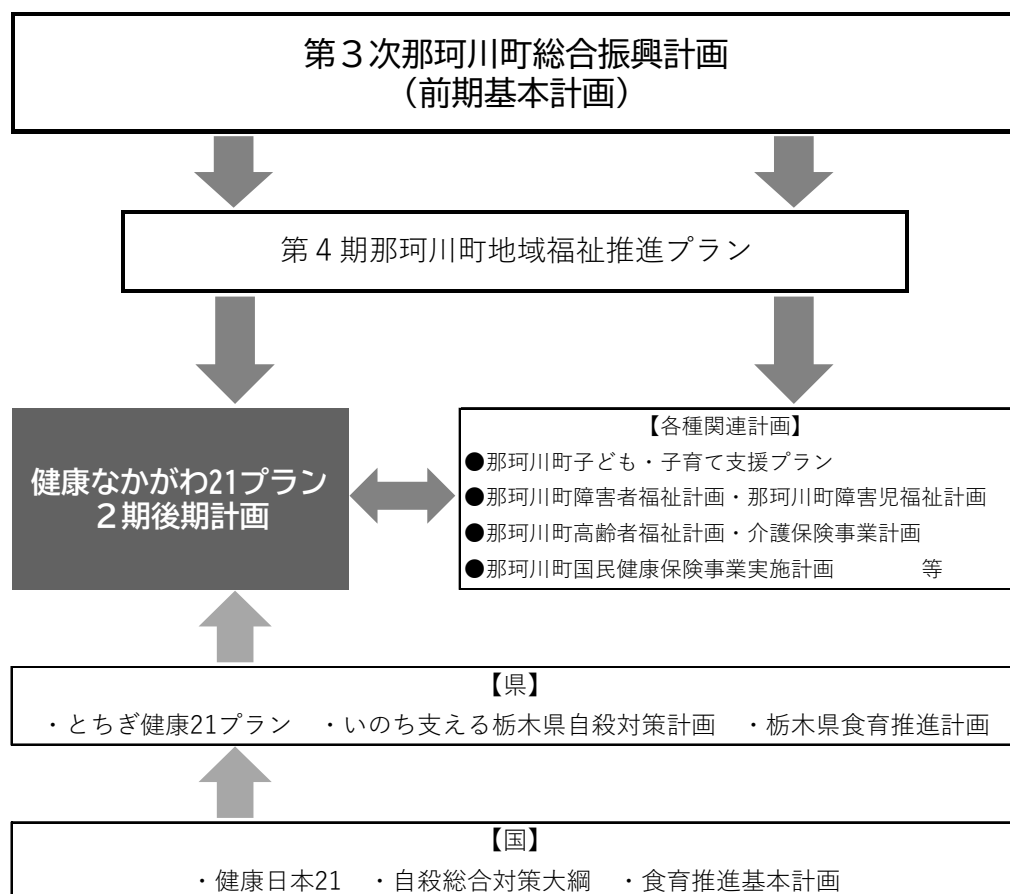 第３次那珂川町総合振興計画
（前期基本計画）
第４期那珂川町地域福祉推進プラン
健康なかがわ21プラン
２期後期計画
【各種関連計画】
●那珂川町子ども・子育て支援プラン
●那珂川町障害者福祉計画・那珂川町障害児福祉計画
●那珂川町高齢者福祉計画・介護保険事業計画
●那珂川町国民健康保険事業実施計画　　　　等
【県】
・とちぎ健康21プラン　・いのち支える栃木県自殺対策計画　・栃木県食育推進計画
【国】
・健康日本21　・自殺総合対策大綱　・食育推進基本計画